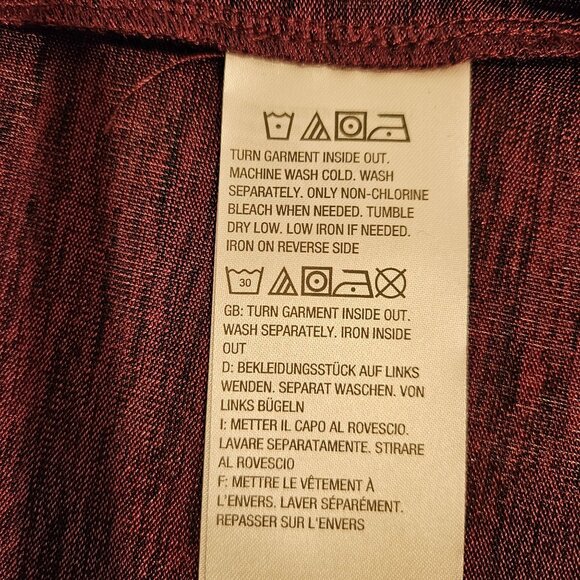 TURN GARMENT INSIDE OUT.
MACHINE WASH COLD. WASH
SEPARATELY. ONLY NON-CHLORINE
BLEACH WHEN NEEDED. TUMBLE
DRY LOW. LOW IRON IF NEEDED.
IRON ON REVERSE SIDE
30
GB: TURN GARMENT INSIDE OUT.
WASH SEPARATELY. IRON INSIDE
OUT
D: BEKLEIDUNGSSTÜCK AUF LINKS
WENDEN. SEPARAT WASCHEN. VON
LINKS BÜGELN
I: METTER IL CAPO AL ROVESCIO.
LAVARE SEPARATAMENTE. STIRARE
AL ROVESCIO
F: METTRE LE VÊTEMENT À
L'ENVERS. LAVER SÉPARÉMENT.
REPASSER SUR L'ENVERS